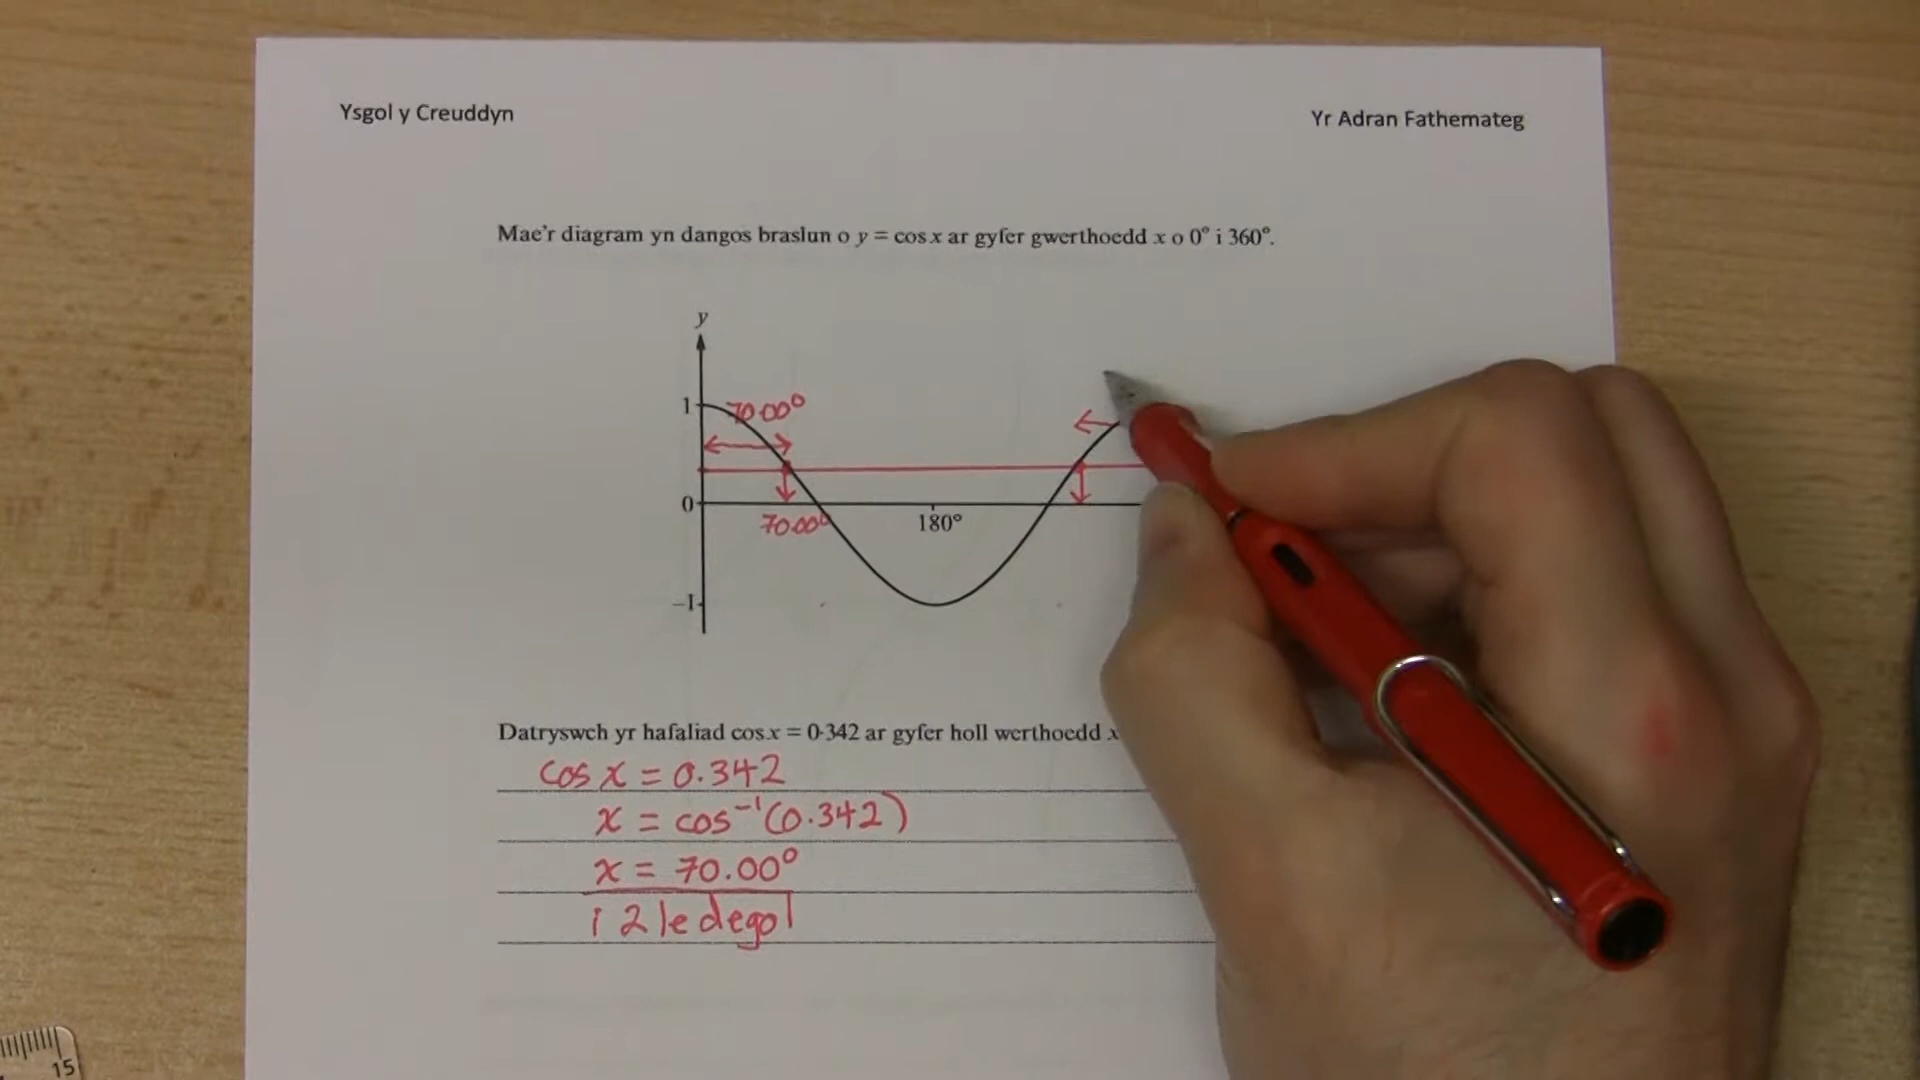 Ysgol y Creuddyn
Yr Adran Fathemateg
Mae'r diagram yn dangos braslun o y = cos x ar gyfer gwerthoedd x o 0° i 360°.
y
1
70.00°
0
70.00°
180°
-1
Datryswch yr hafaliad cos x = 0·342 ar gyfer holl werthoedd x
cos x = 0.342
x = cos⁻¹(0.342)
x = 70.00°
i 2 le degol
15